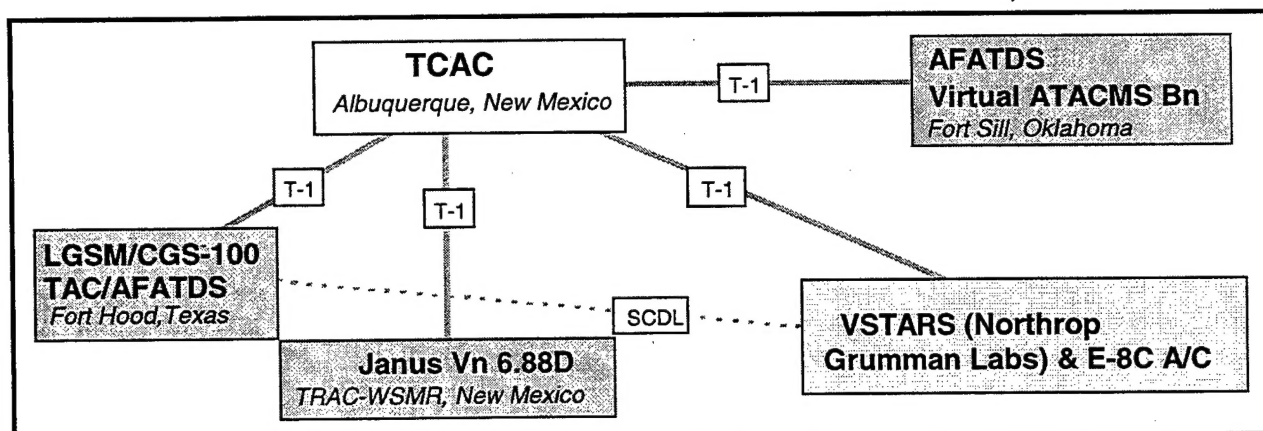 TCAC
Albuquerque, New Mexico
T-1
AFATDS
Virtual ATACMS Bn
Fort Sill, Oklahoma
T-1
T-1
T-1
LGSM/CGS-100
TAC/AFATDS
Fort Hood, Texas
SCDL
VSTARS (Northrop
Grumman Labs) & E-8C A/C
Janus Vn 6.88D
TRAC-WSMR, New Mexico